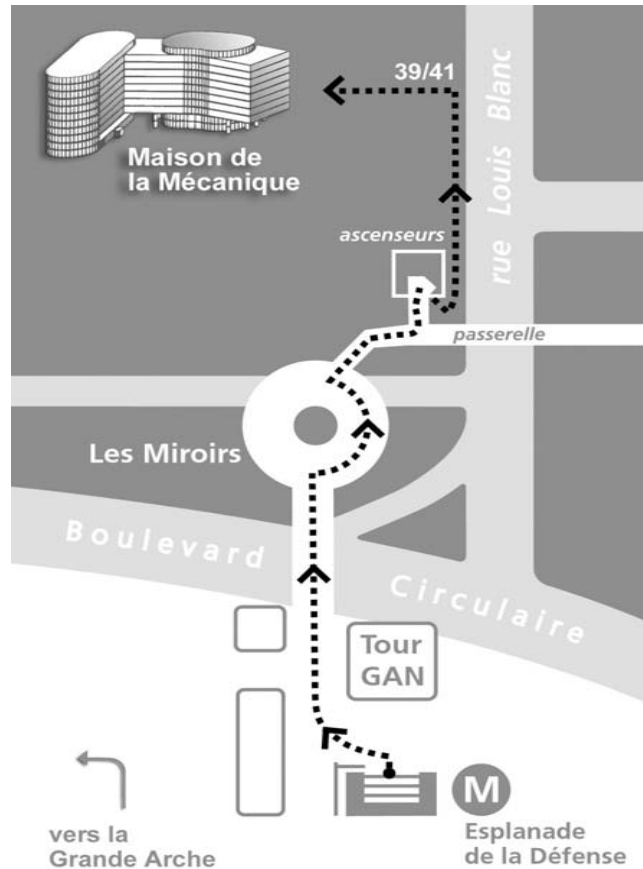 39/41
Maison de
la Mécanique
rue Louis Blanc
ascenseurs
passerelle
Les Miroirs
Boulevard Circulaire
Tour
GAN
M
Esplanade
de la Défense
vers la
Grande Arche